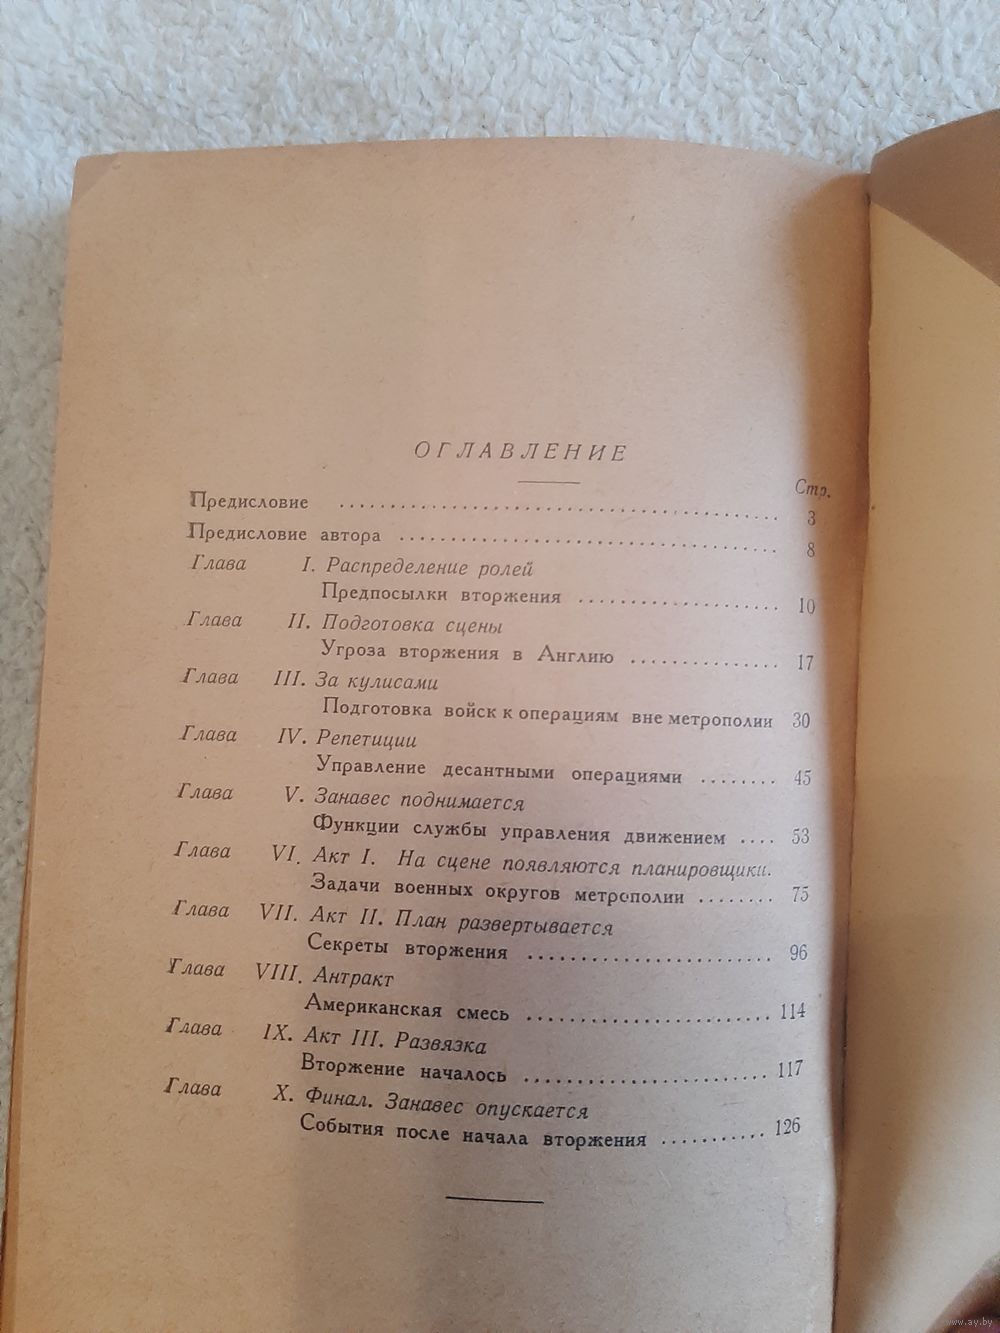 ОГЛАВЛЕНИЕ
Стр.
Предисловие ........................................ 3
Предисловие автора .................................. 8
Глава I. Распределение ролей
Предпосылки вторжения .................... 10
Глава II. Подготовка сцены
Угроза вторжения в Англию ............... 17
Глава III. За кулисами
Подготовка войск к операциям вне метрополии 30
Глава IV. Репетиции
Управление десантными операциями ........ 45
Глава V. Занавес поднимается
Функции службы управления движением .... 53
Глава VI. Акт I. На сцене появляются планировщики.
Задачи военных округов метрополии ........ 75
Глава VII. Акт II. План развертывается
Секреты вторжения ........................ 96
Глава VIII. Антракт
Американская смесь ........................ 114
Глава IX. Акт III. Развязка
Вторжение началось ........................ 117
Глава X. Финал. Занавес опускается
События после начала вторжения ........... 126
www.ay.by